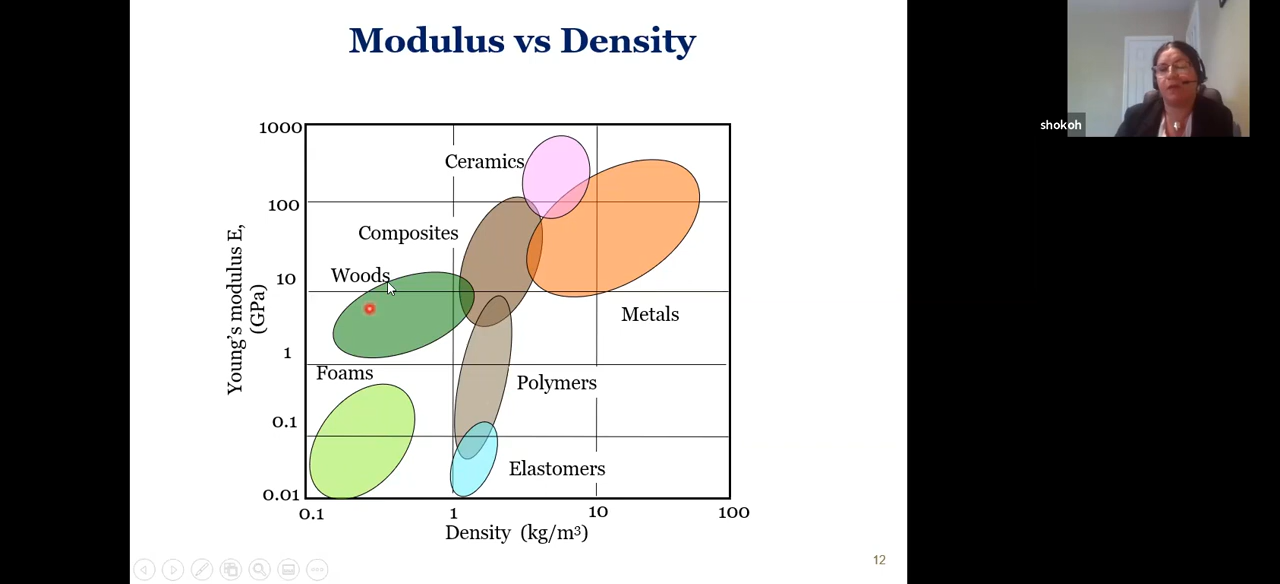 Modulus vs Density
shokoh
1000
Ceramics
100
Composites
Woods
10
Young's modulus E,
(GPa)
Metals
1
Foams
Polymers
0.1
Elastomers
0.01
0.1
1
10
100
Density (kg/m³)
12